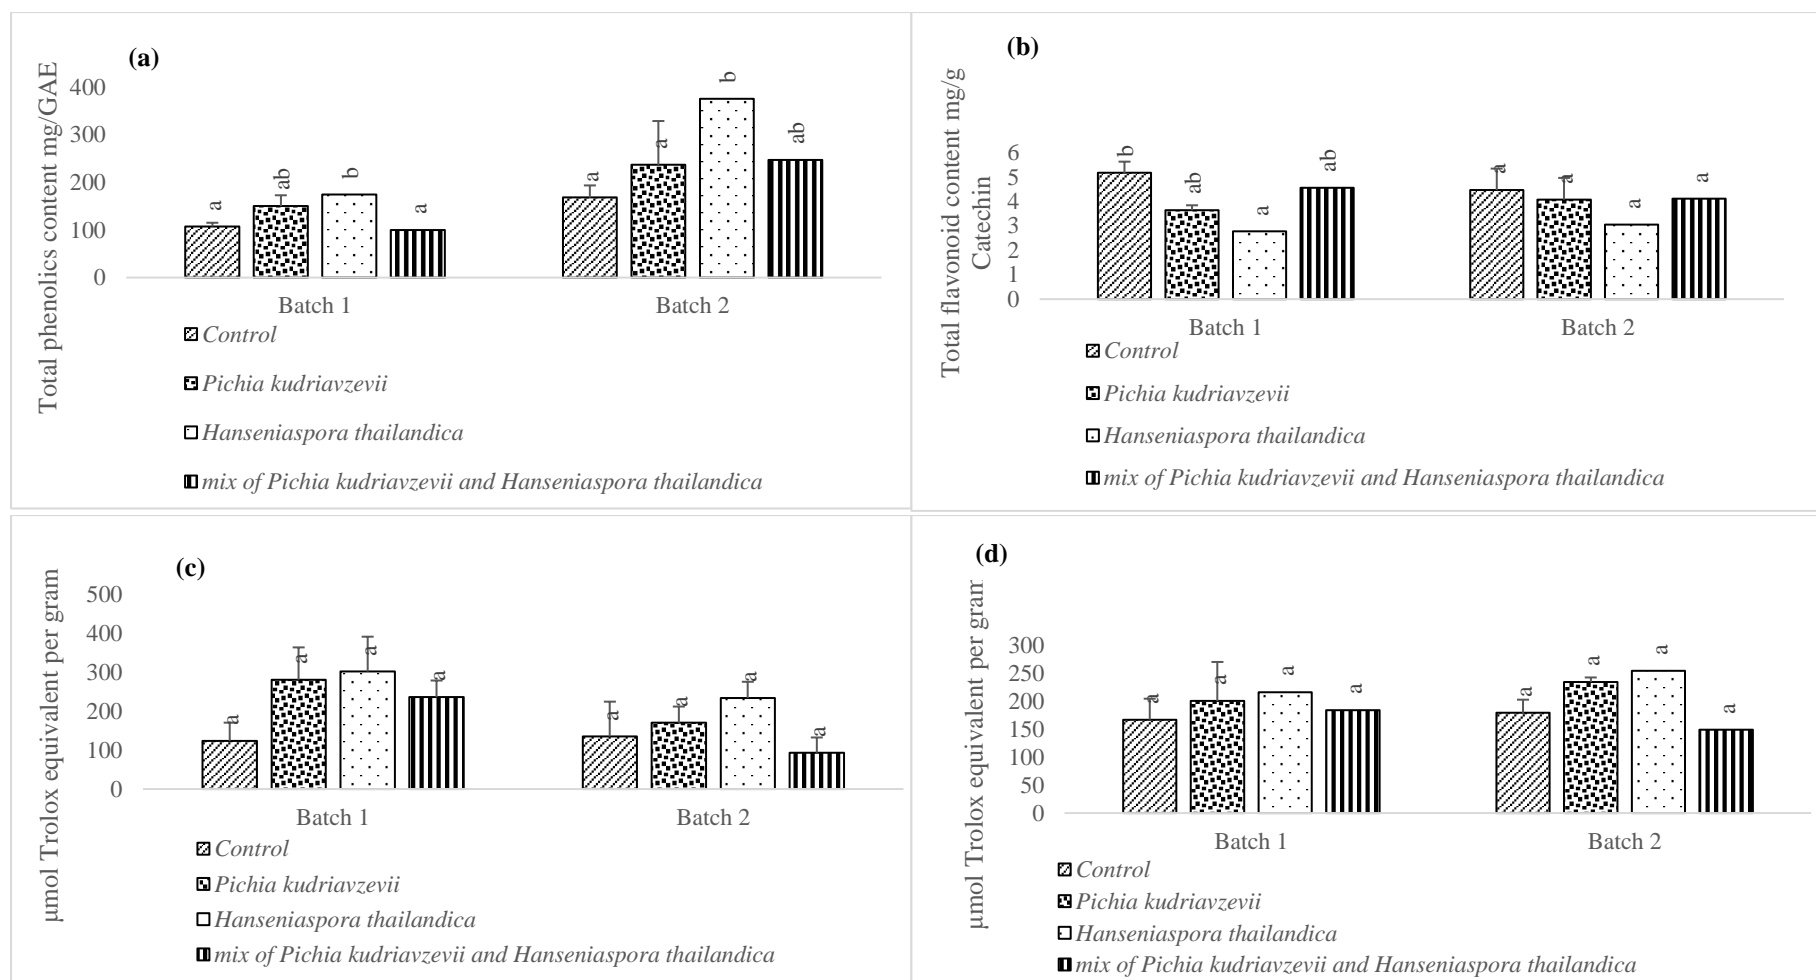 (a)
Total phenolics content mg/GAE
400
300
200
100
0
a
ab
b
a
a
a
b
ab
Batch 1
Batch 2
Control
Pichia kudriavzevii
Hanseniaspora thailandica
mix of Pichia kudriavzevii and Hanseniaspora thailandica
(b)
Total flavonoid content mg/g
Catechin
6
5
4
3
2
1
0
b
ab
a
ab
a
a
a
a
Batch 1
Batch 2
Control
Pichia kudriavzevii
Hanseniaspora thailandica
mix of Pichia kudriavzevii and Hanseniaspora thailandica
(c)
µmol Trolox equivalent per gram
500
400
300
200
100
0
a
a
a
a
a
a
a
a
Batch 1
Batch 2
Control
Pichia kudriavzevii
Hanseniaspora thailandica
mix of Pichia kudriavzevii and Hanseniaspora thailandica
(d)
µmol Trolox equivalent per gram
300
250
200
150
100
50
0
a
a
a
a
a
a
a
a
Batch 1
Batch 2
Control
Pichia kudriavzevii
Hanseniaspora thailandica
mix of Pichia kudriavzevii and Hanseniaspora thailandica